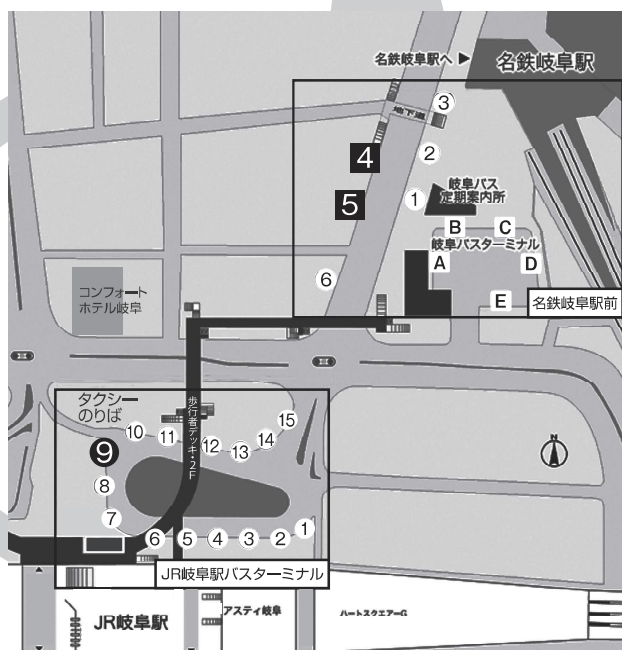 名鉄岐阜駅へ ▶
名鉄岐阜駅
3
地下道
4
2
岐阜バス
定期案内所
5
1
B
C
岐阜バスターミナル
A
D
6
E
コンフォート
ホテル岐阜
名鉄岐阜駅前
N
タクシー
のりば
歩行者デッキ・2F
15
10
11
12
13
14
9
8
7
6
5
4
3
2
1
JR岐阜駅バスターミナル
JR岐阜駅
アスティ岐阜
ハートスクエアーG